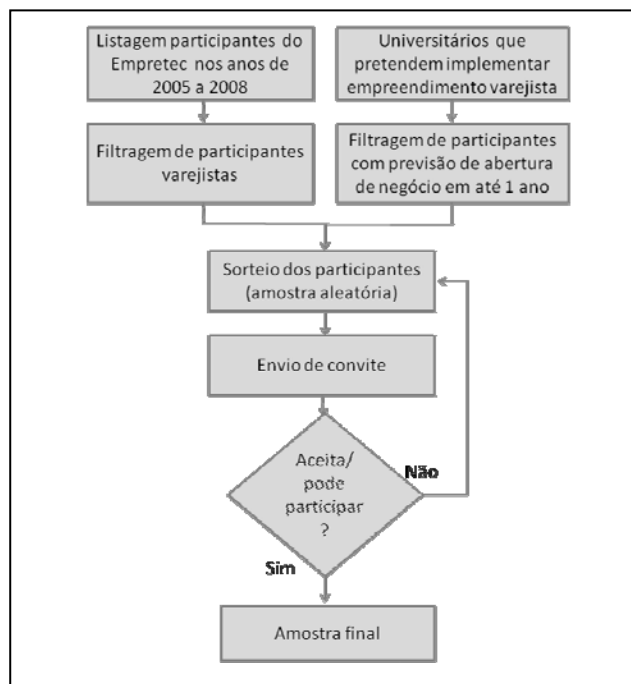 Listagem participantes do
Empretec nos anos de
2005 a 2008
Universitários que
pretendem implementar
empreendimento varejista
Filtragem de participantes
varejistas
Filtragem de participantes
com previsão de abertura
de negócio em até 1 ano
Sorteio dos participantes
(amostra aleatória)
Envio de convite
Aceita/
pode
participar
?
Não
Sim
Amostra final